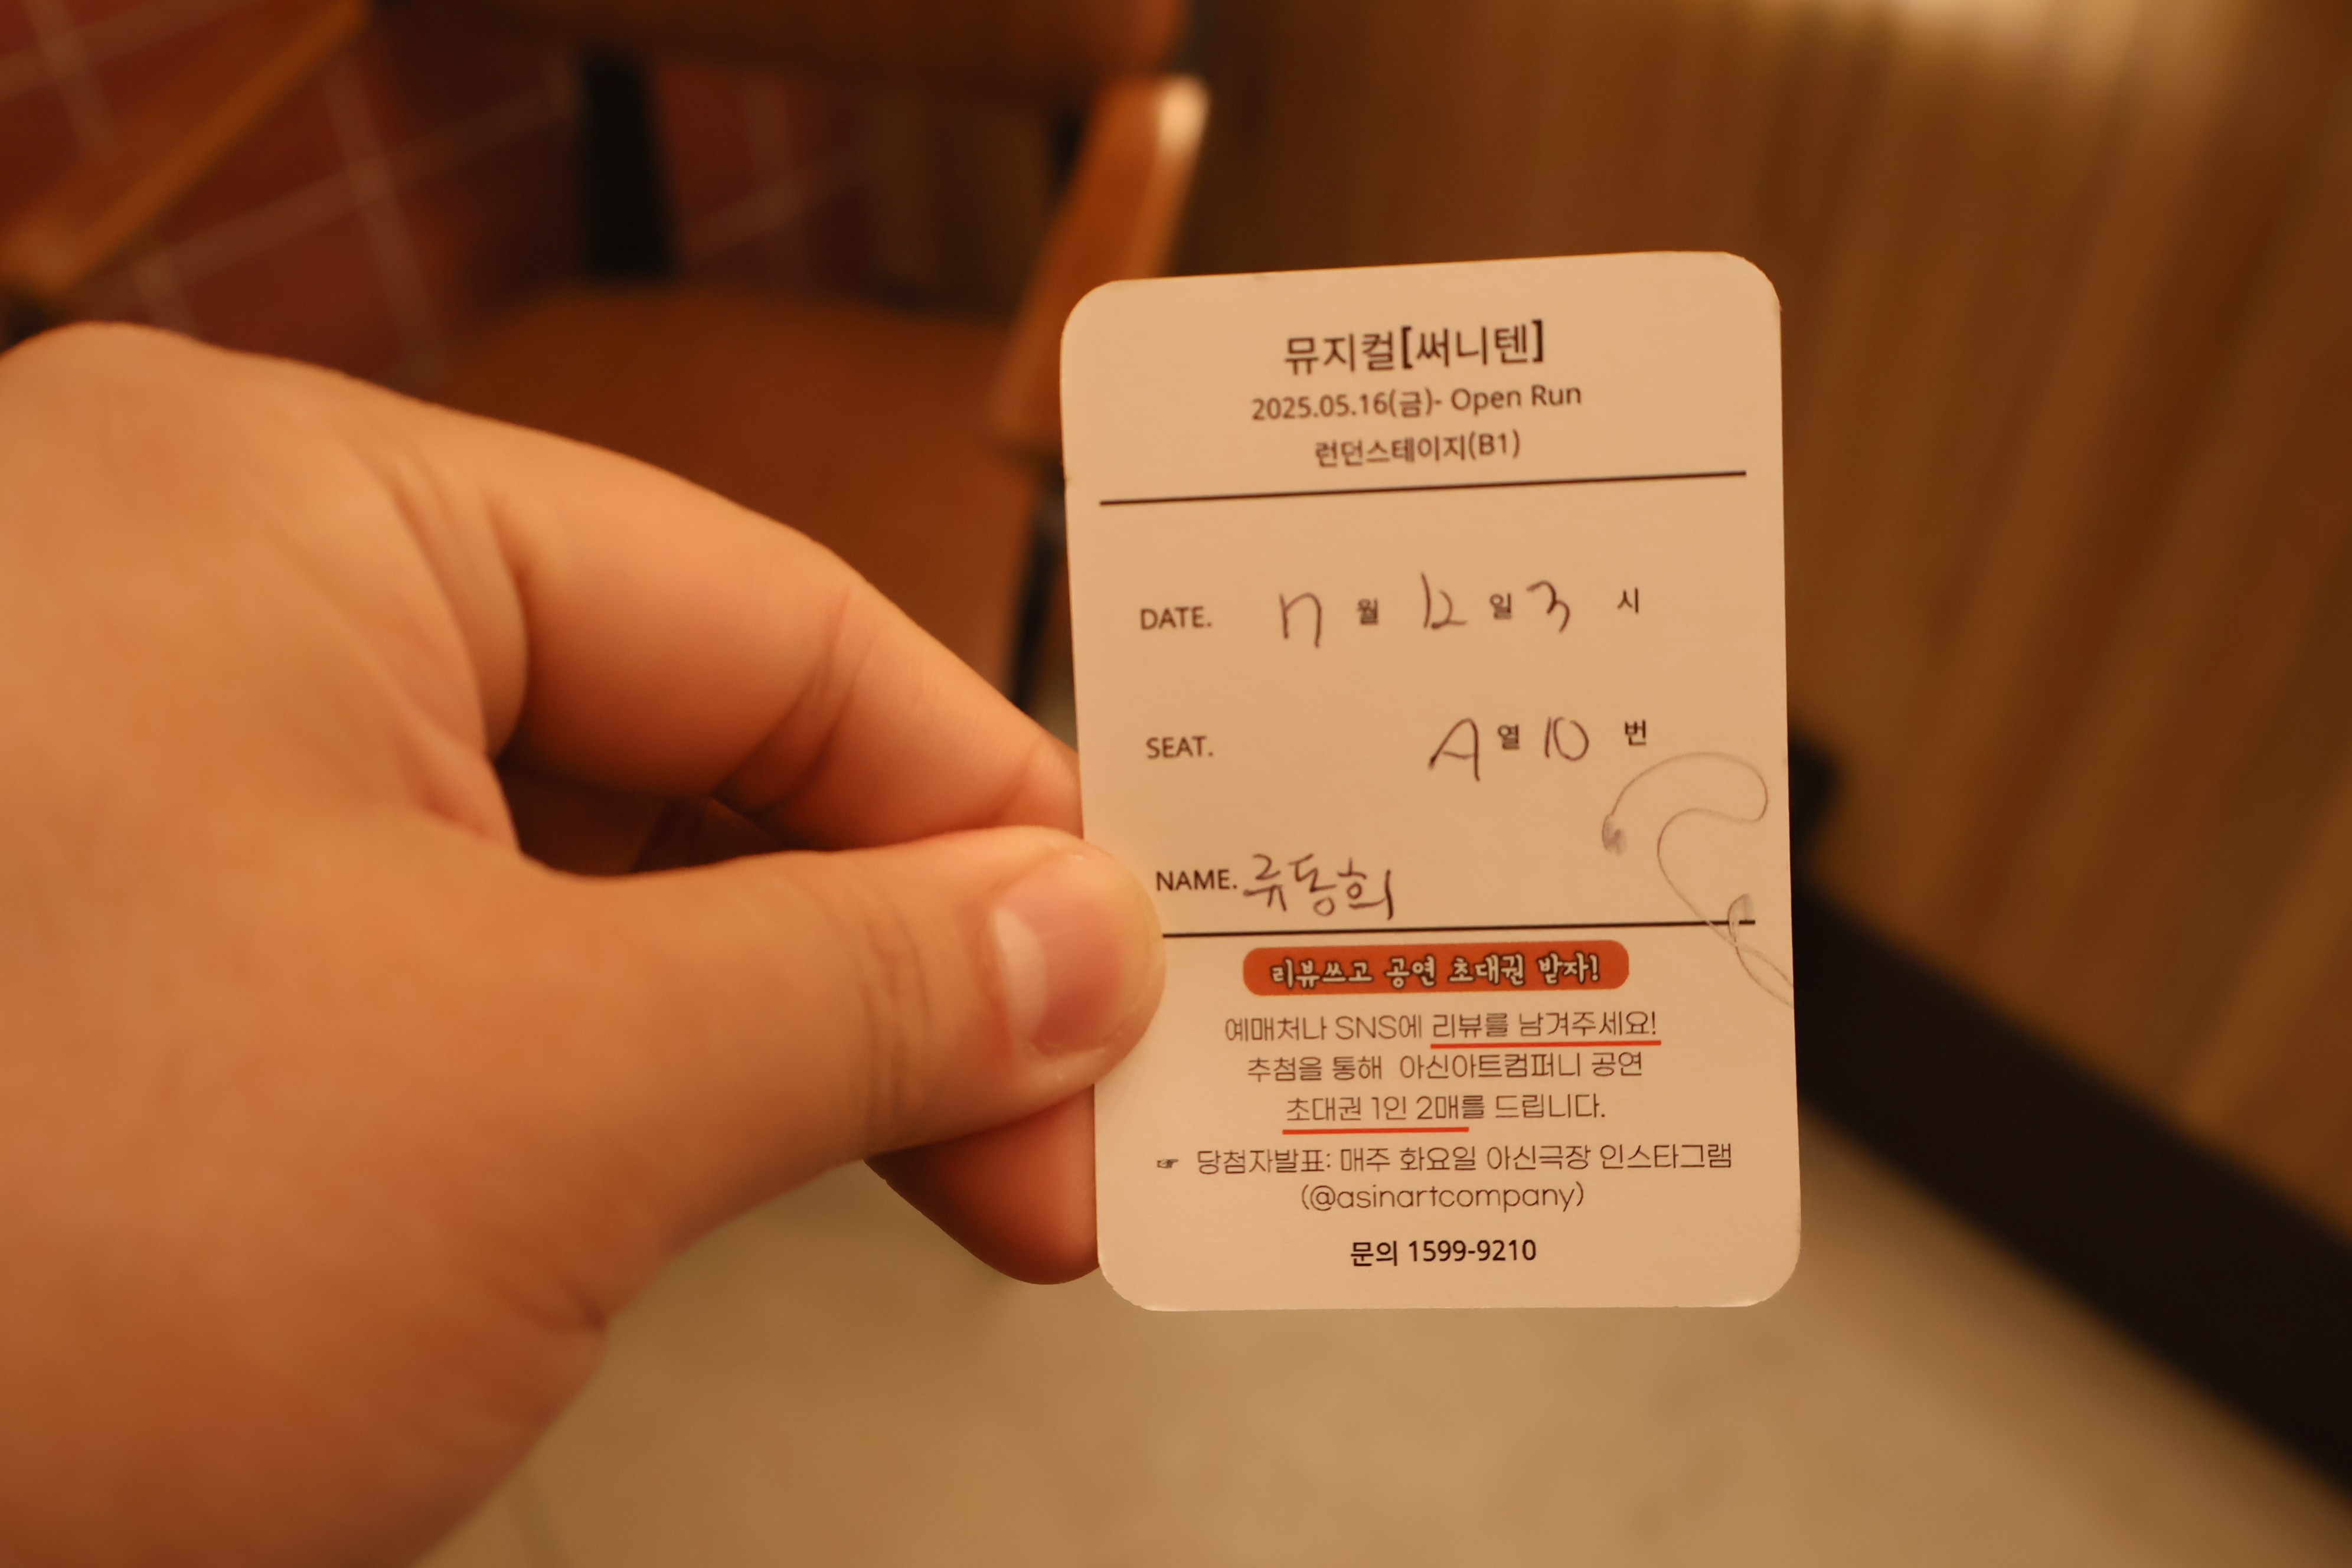 뮤지컬[써니텐]
2025.05.16(금)- Open Run
런던스테이지(B1)
DATE. 7 월 12 일 3 시
SEAT. A 열 10 번
NAME. 류동희
리뷰쓰고 공연 초대권 받자!
예매처나 SNS에 리뷰를 남겨주세요!
추첨을 통해 아신아트컴퍼니 공연
초대권 1인 2매를 드립니다.
☞ 당첨자발표: 매주 화요일 아신극장 인스타그램
(@asinartcompany)
문의 1599-9210